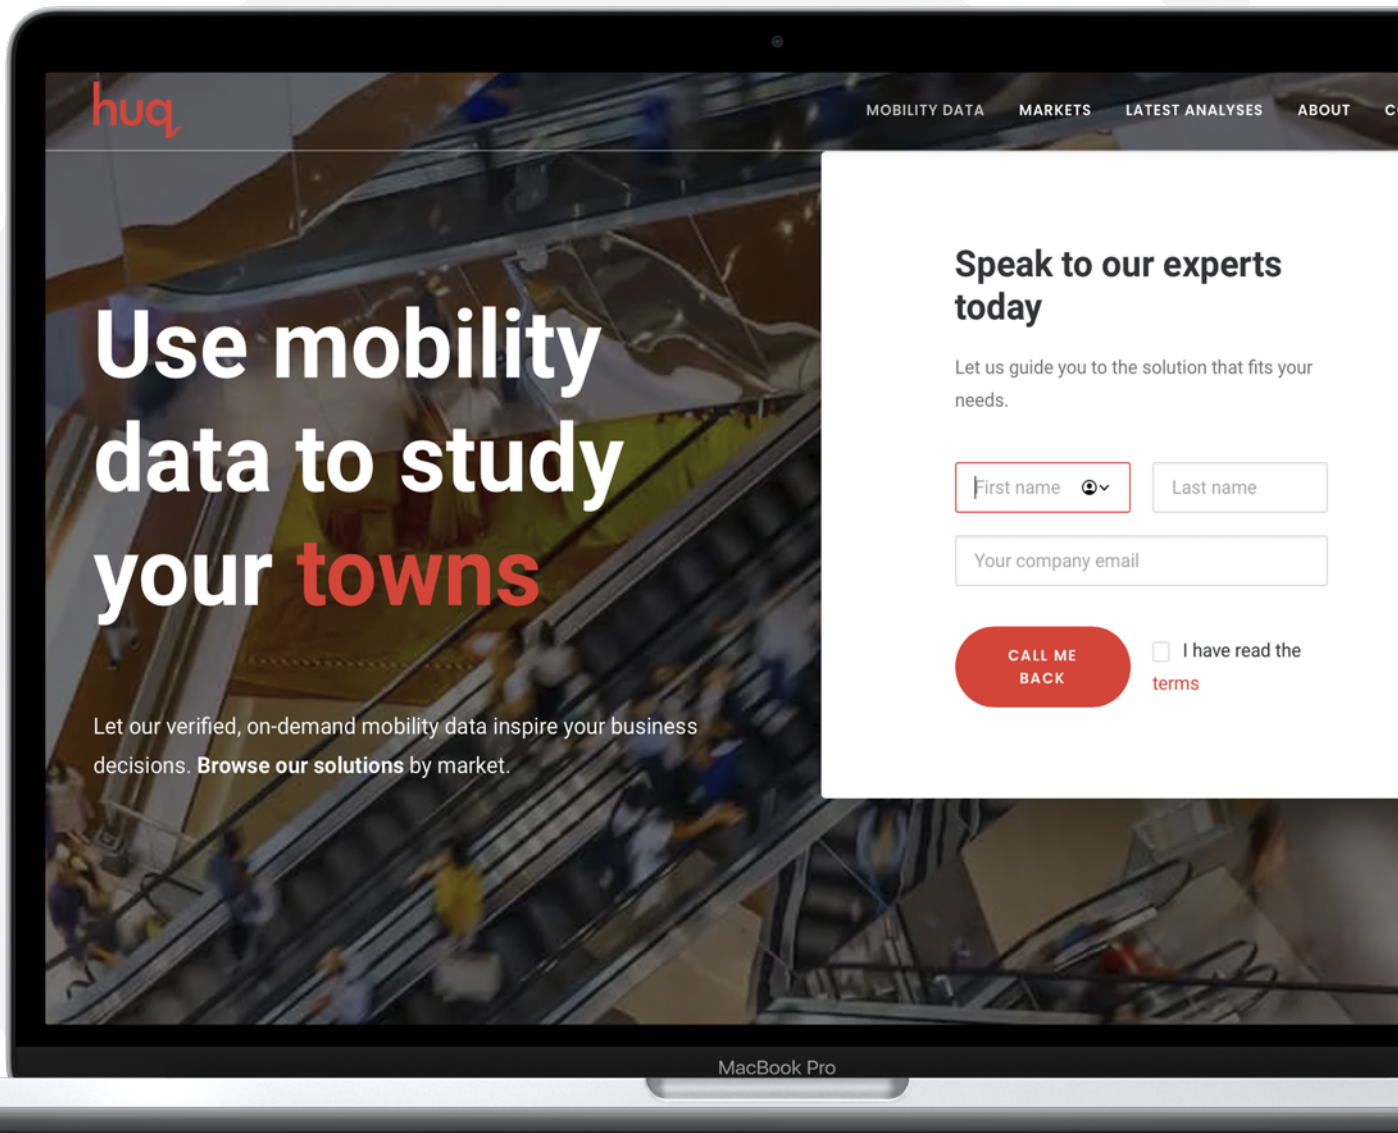 huq
MOBILITY DATA MARKETS LATEST ANALYSES ABOUT
Use mobility
data to study
your towns
Let our verified, on-demand mobility data inspire your business
decisions. Browse our solutions by market.
Speak to our experts
today
Let us guide you to the solution that fits your
needs.
First name Last name
Your company email
CALL ME
BACK
I have read the
terms
MacBook Pro